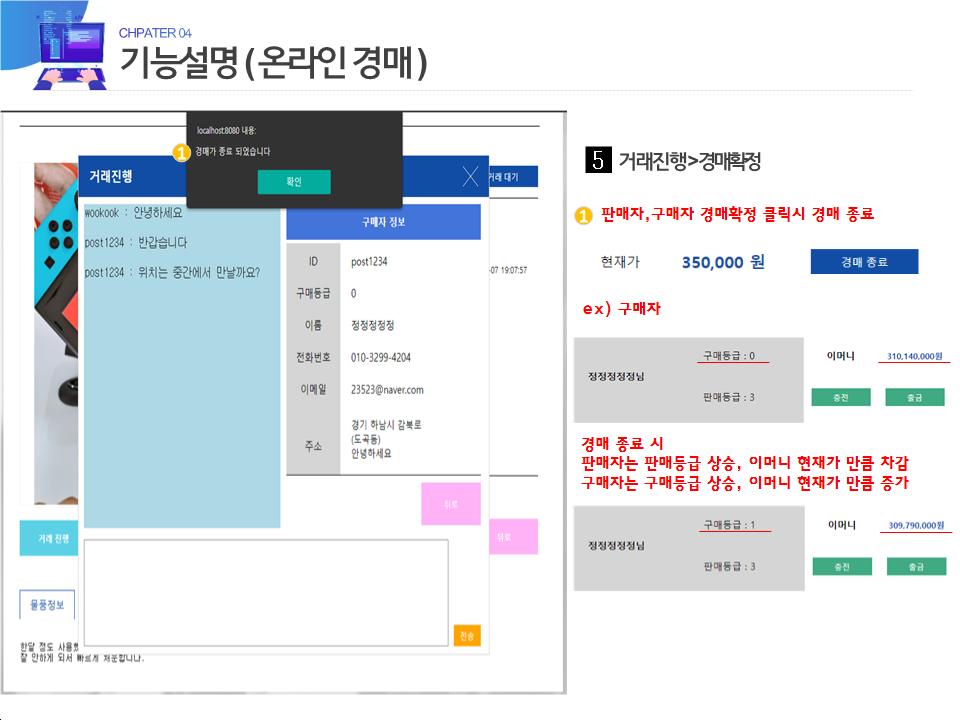 CHPATER 04
기능설명 ( 온라인 경매 )
localhost:8080 내용:
1 경매가 종료 되었습니다
확인
거래진행
거래 대기
wookook : 안녕하세요
post1234 : 반갑습니다
post1234 : 위치는 중간에서 만날까요?
구매자 정보
ID post1234
구매등급 0
이름 정정정정정
전화번호 010-3299-4204
이메일 23523@naver.com
주소 경기 하남시 감북로
(도곡동)
안녕하세요
-07 19:07:57
뒤로
거래 진행
뒤로
물품정보
전송
한달 정도 사용했
잘 안하게 되서 빠르게 처분합니다.
5 거래진행>경매확정
1 판매자,구매자 경매확정 클릭시 경매 종료
현재가 350,000 원 경매 종료
ex) 구매자
구매등급 : 0 이머니 310,140,000원
정정정정정님
판매등급 : 3 충전 출금
경매 종료 시
판매자는 판매등급 상승, 이머니 현재가 만큼 차감
구매자는 구매등급 상승, 이머니 현재가 만큼 증가
구매등급 : 1 이머니 309,790,000원
정정정정정님
판매등급 : 3 충전 출금